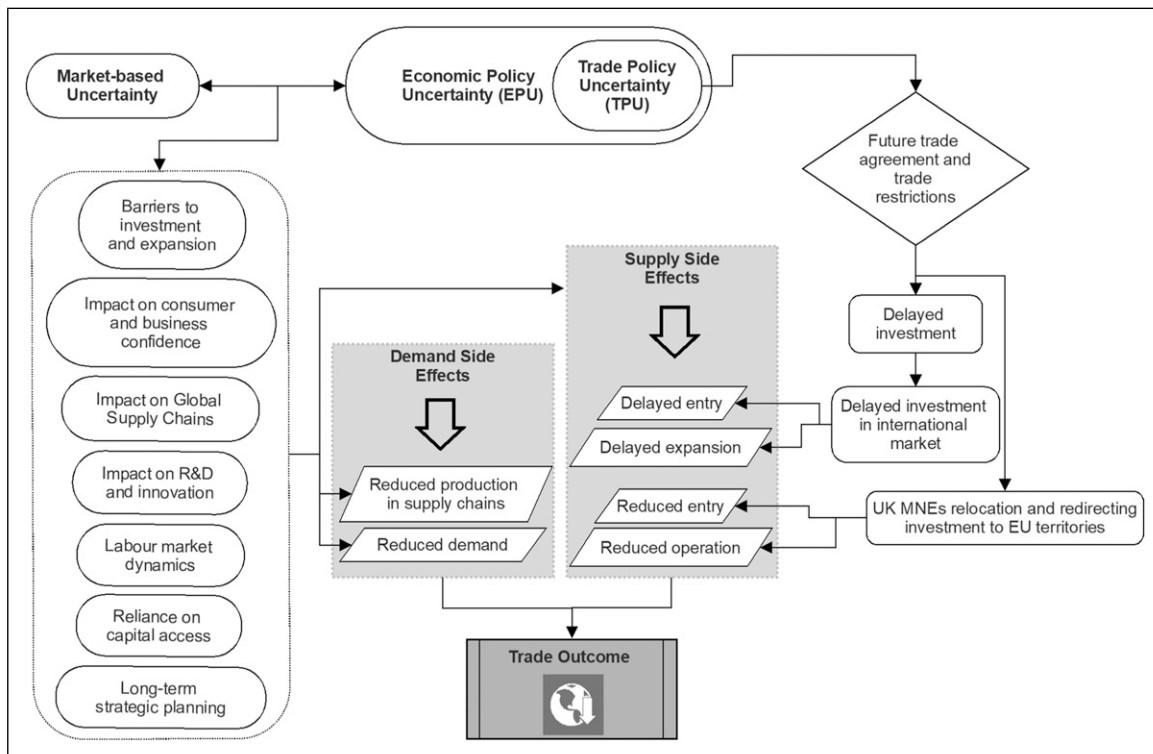 Market-based
Uncertainty
Economic Policy
Uncertainty (EPU)
Trade Policy
Uncertainty
(TPU)
Future trade
agreement and
trade
restrictions
Barriers to
investment
and expansion
Impact on consumer
and business
confidence
Impact on Global
Supply Chains
Impact on R&D
and innovation
Labour market
dynamics
Reliance on
capital access
Long-term
strategic planning
Demand Side
Effects
Reduced production
in supply chains
Reduced demand
Supply Side
Effects
Delayed entry
Delayed expansion
Reduced entry
Reduced operation
Delayed
investment
Delayed investment
in international
market
UK MNEs relocation and redirecting
investment to EU territories
Trade Outcome